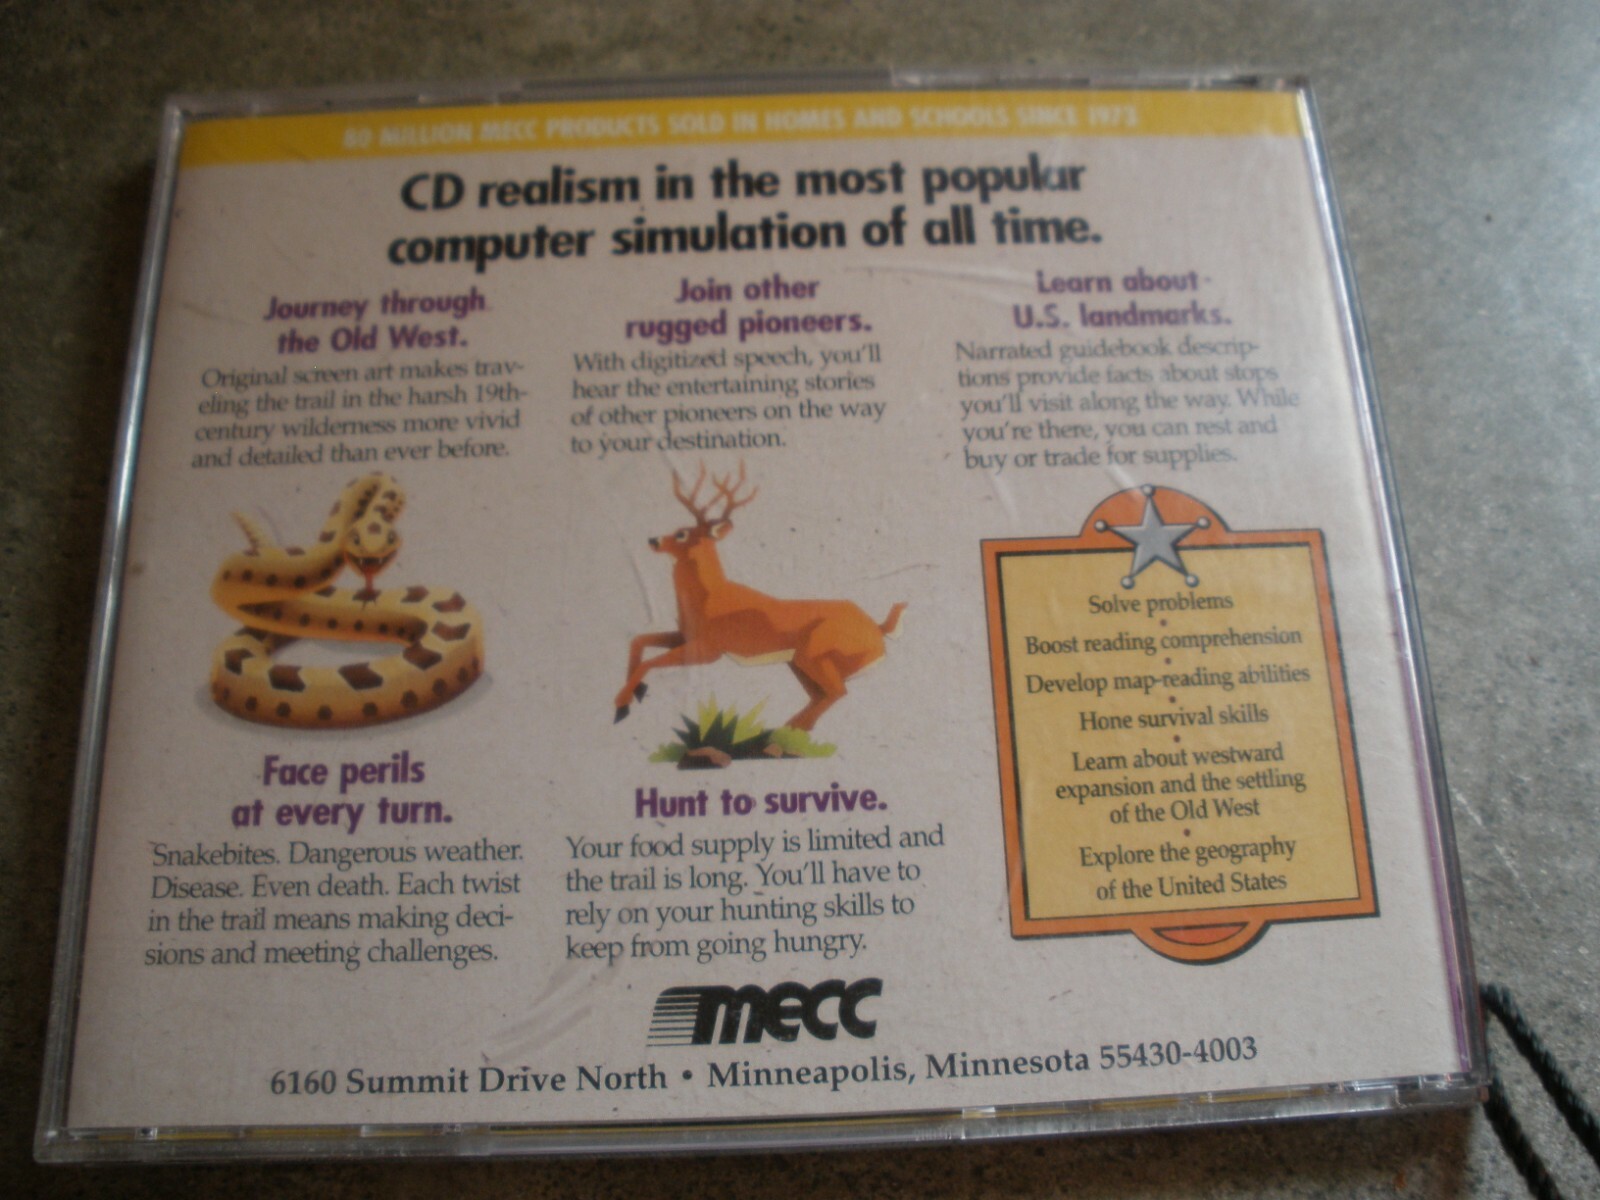 60 MILLION MECC PRODUCTS SOLD IN HOMES AND SCHOOLS SINCE 1973
CD realism in the most popular
computer simulation of all time.
Journey through
the Old West.
Original screen art makes trav-
eling the trail in the harsh 19th-
century wilderness more vivid
and detailed than ever before.
Join other
rugged pioneers.
With digitized speech, you'll
hear the entertaining stories
of other pioneers on the way
to your destination.
Learn about
U.S. landmarks.
Narrated guidebook descrip-
tions provide facts about stops
you'll visit along the way. While
you're there, you can rest and
buy or trade for supplies.
Face perils
at every turn.
Snakebites. Dangerous weather.
Disease. Even death. Each twist
in the trail means making deci-
sions and meeting challenges.
Hunt to survive.
Your food supply is limited and
the trail is long. You'll have to
rely on your hunting skills to
keep from going hungry.
Solve problems
•
Boost reading comprehension
•
Develop map-reading abilities
•
Hone survival skills
•
Learn about westward
expansion and the settling
of the Old West
•
Explore the geography
of the United States
mecc
6160 Summit Drive North • Minneapolis, Minnesota 55430-4003